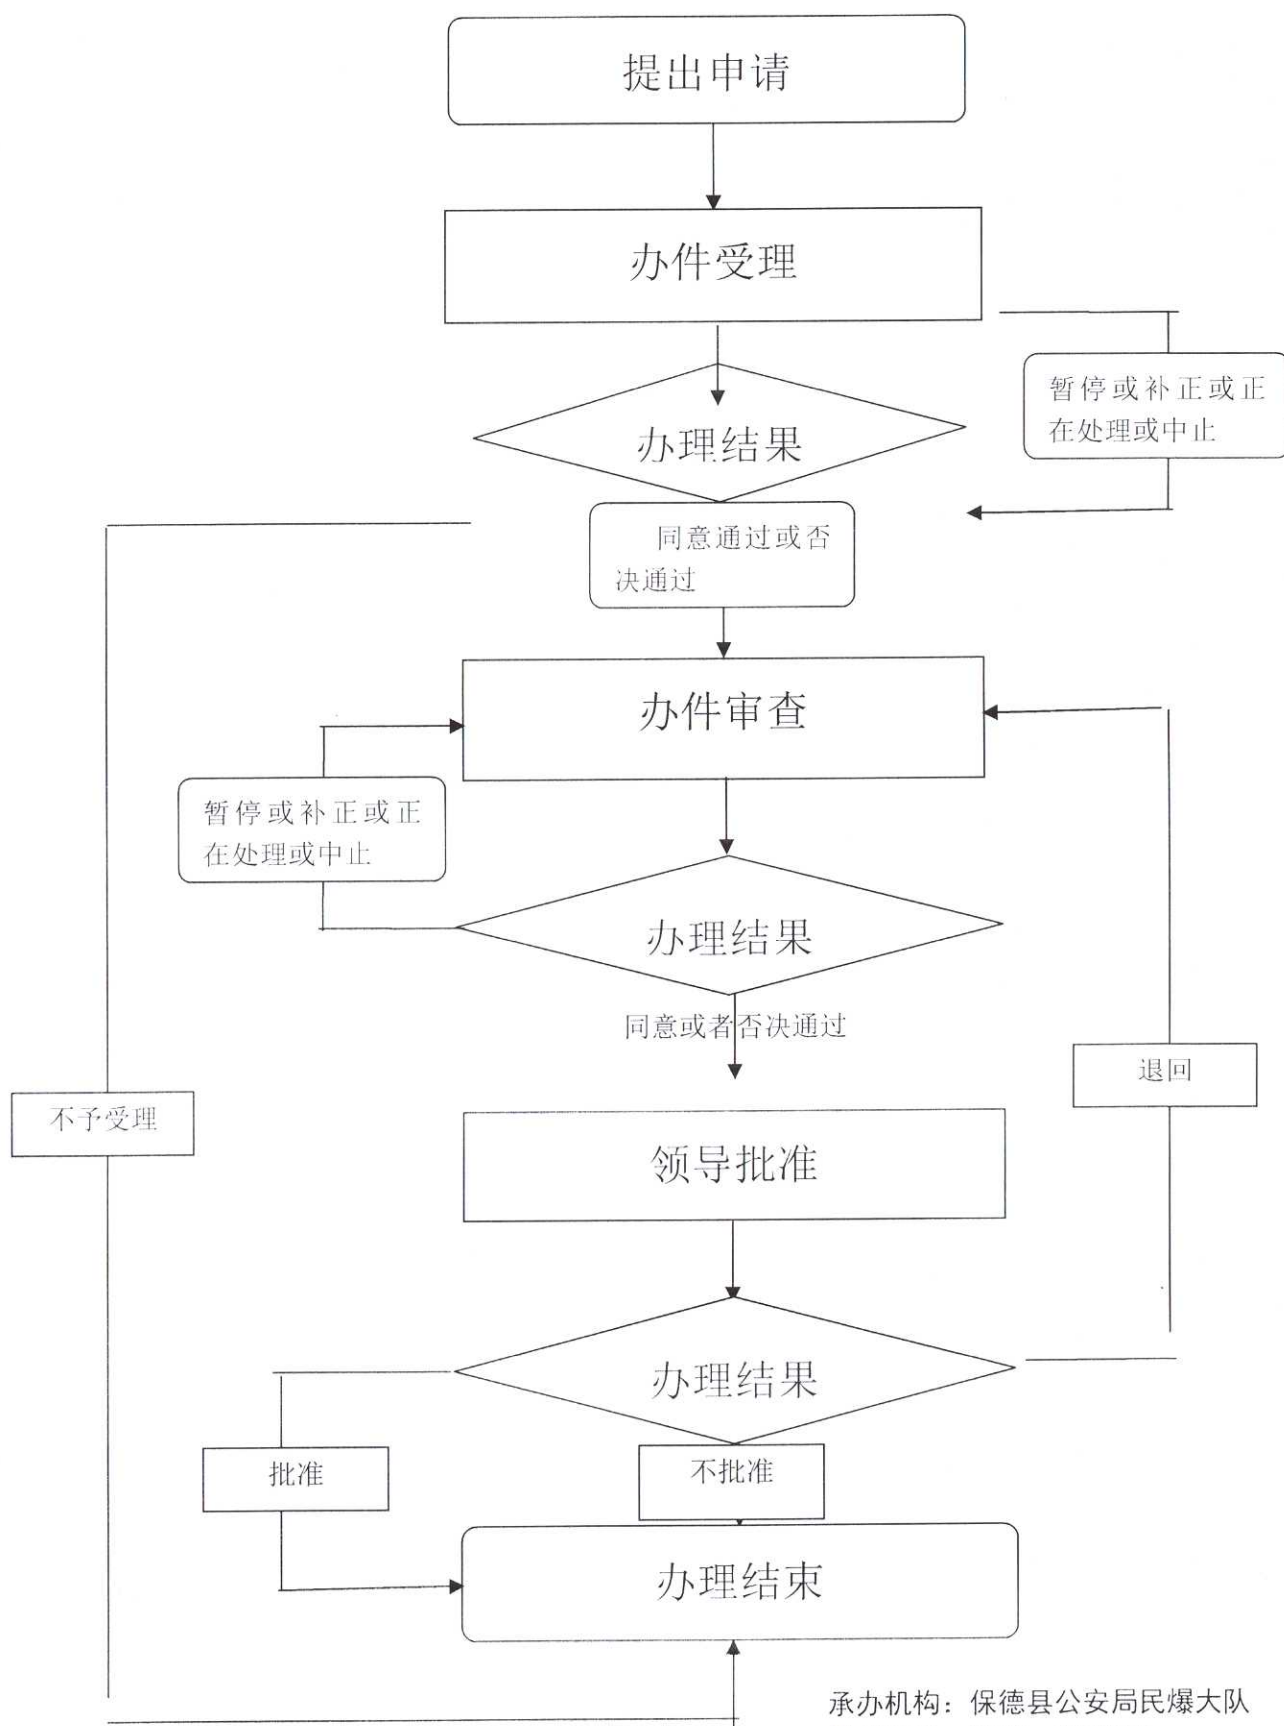 提出申请
办件受理
暂停或补正或正
在处理或中止
办理结果
同意通过或否
决通过
办件审查
暂停或补正或正
在处理或中止
办理结果
同意或者否决通过
退回
不予受理
领导批准
办理结果
批准
不批准
办理结束
承办机构：保德县公安局民爆大队